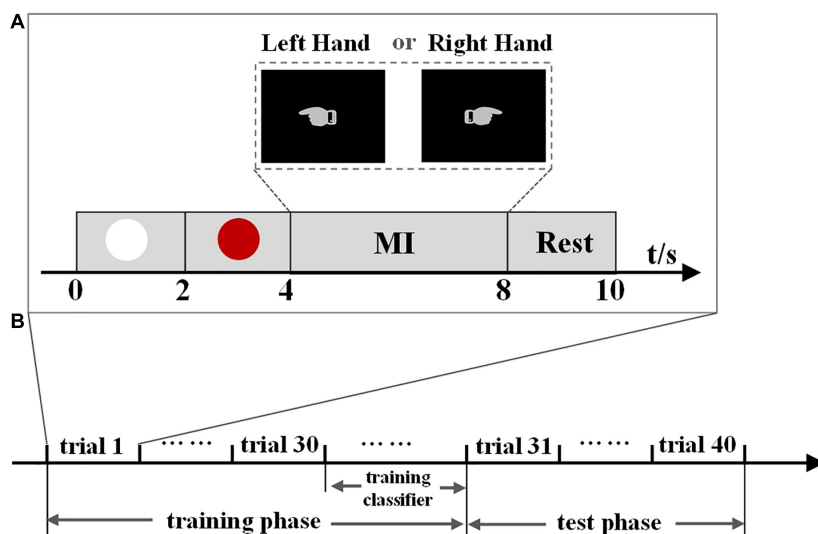 A
Left Hand or Right Hand
MI
Rest
t/s
0 2 4 8 10
B
trial 1 ...... trial 30 ...... trial 31 ...... trial 40
training
classifier
training phase
test phase